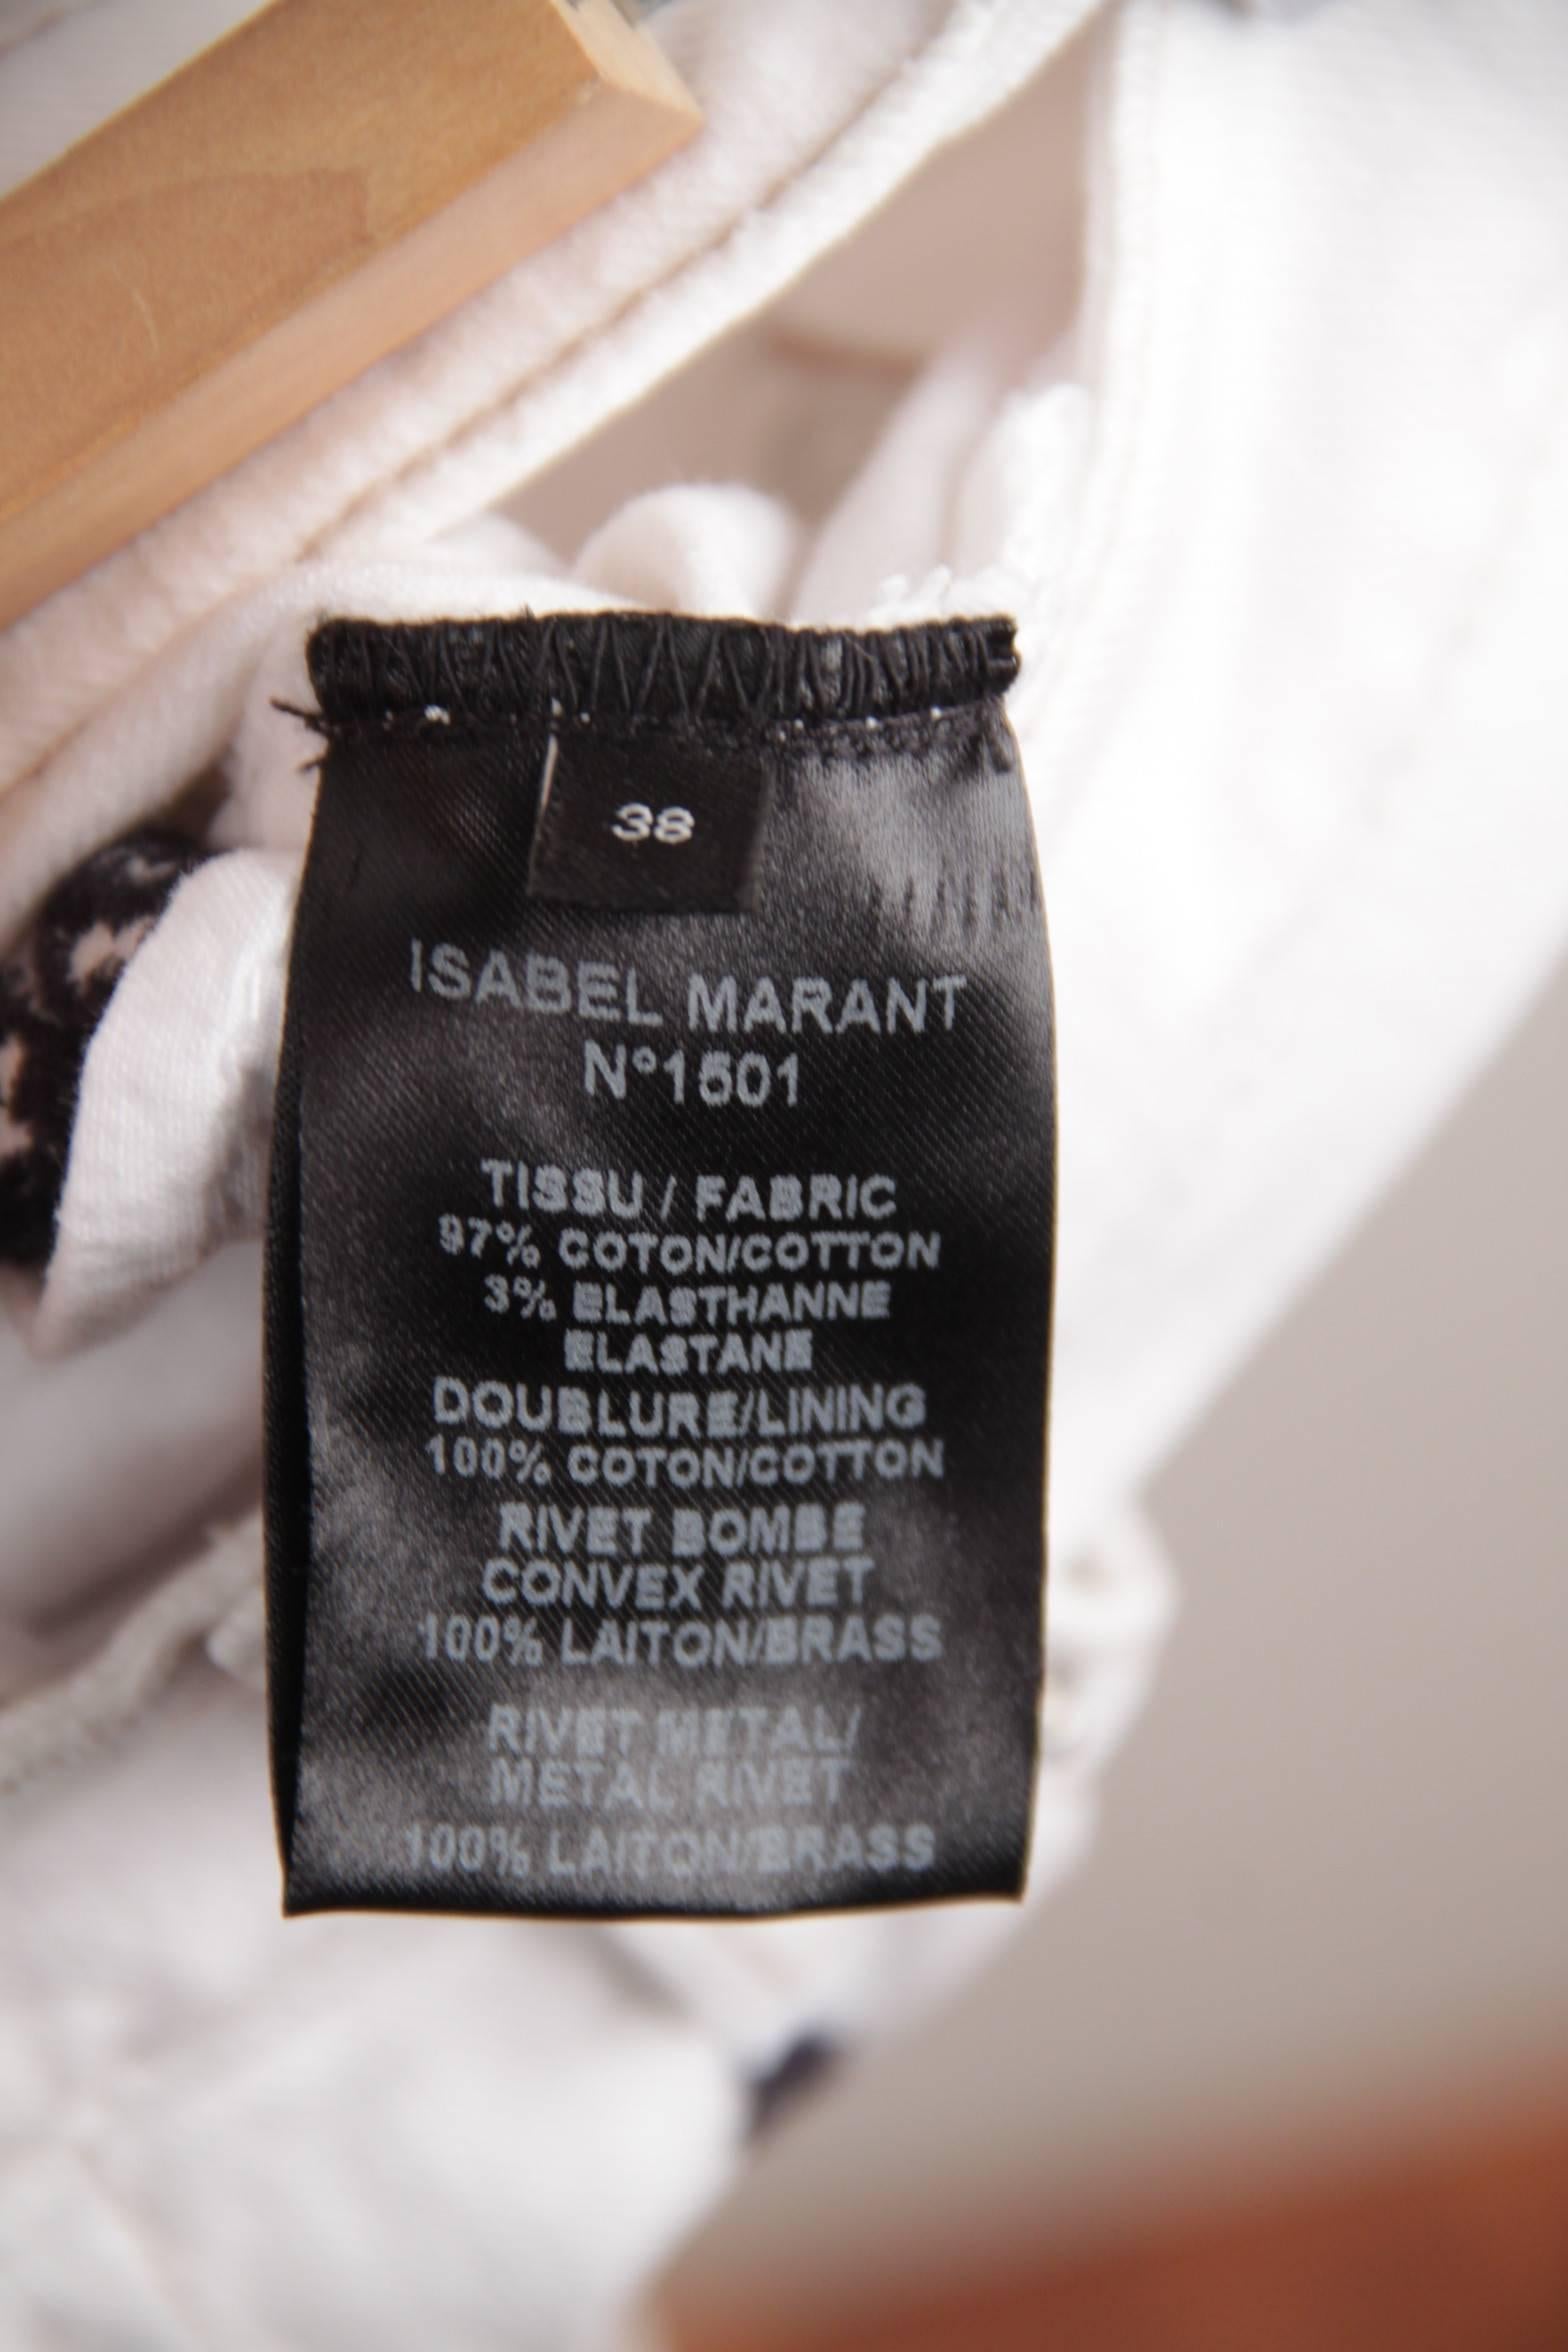 38
ISABEL MARANT
N°1501
TISSU / FABRIC
97% COTON/COTTON
3% ELASTHANNE
ELASTANE
DOUBLURE/LINING
100% COTON/COTTON
RIVET BOMBE
CONVEX RIVET
100% LAITON/BRASS
RIVET METAL/
METAL RIVET
100% LAITON/BRASS